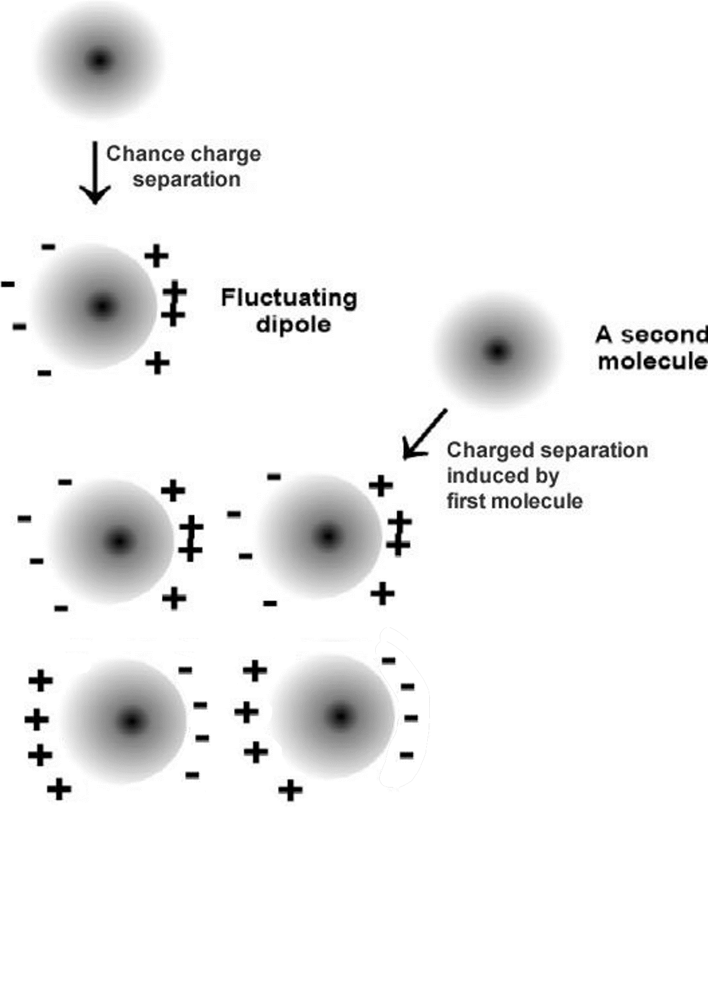 Chance charge
separation
Fluctuating
dipole
A second
molecule
Charged separation
induced by
first molecule